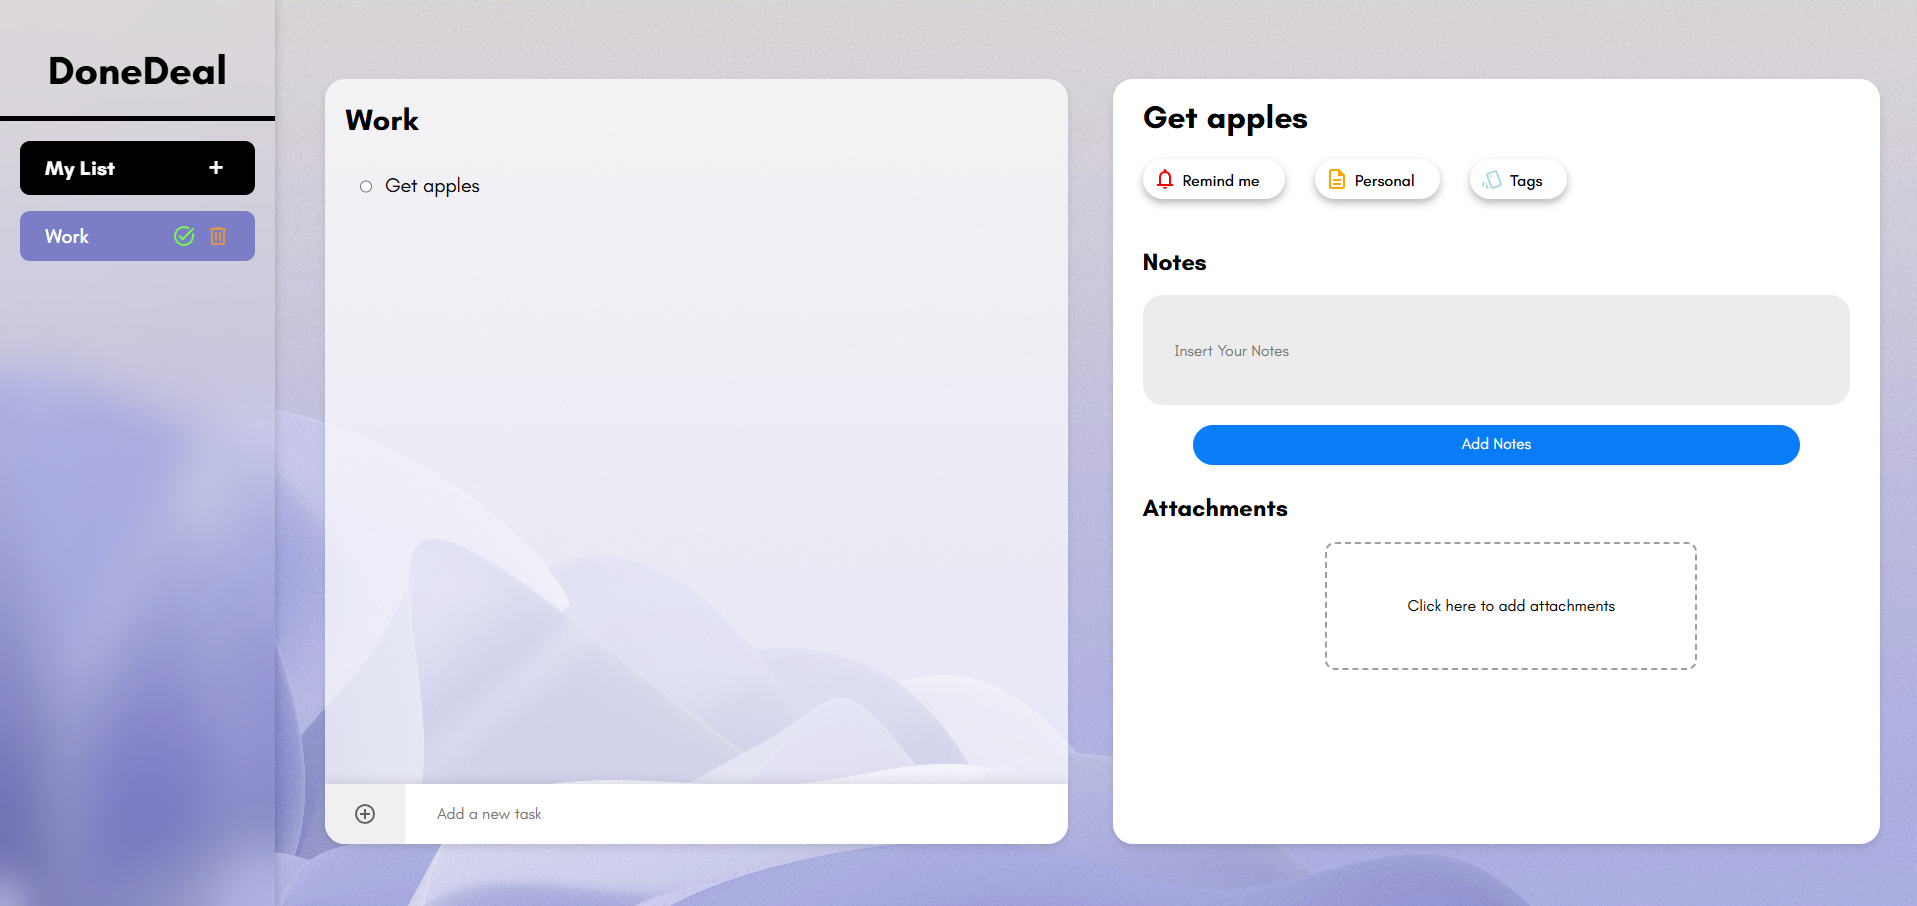 DoneDeal
My List +
Work
Work
Get apples
Add a new task
Get apples
Remind me
Personal
Tags
Notes
Insert Your Notes
Add Notes
Attachments
Click here to add attachments